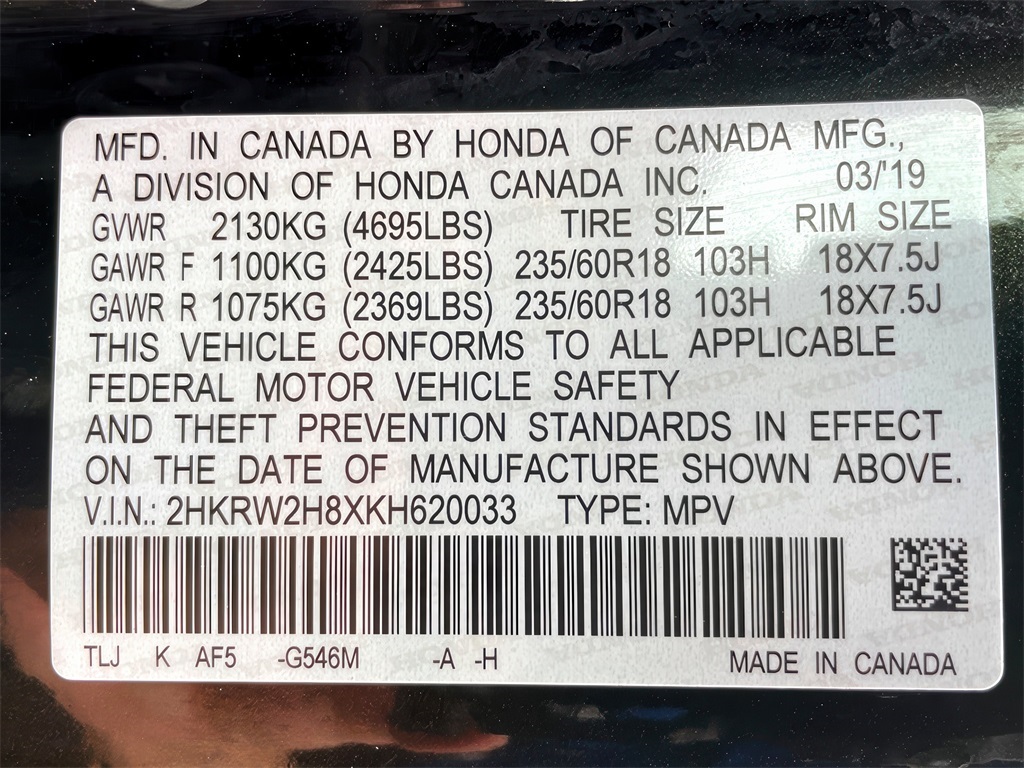 MFD. IN CANADA BY HONDA OF CANADA MFG.,
A DIVISION OF HONDA CANADA INC. 03/'19
GVWR 2130KG (4695LBS) TIRE SIZE RIM SIZE
GAWR F 1100KG (2425LBS) 235/60R18 103H 18X7.5J
GAWR R 1075KG (2369LBS) 235/60R18 103H 18X7.5J
THIS VEHICLE CONFORMS TO ALL APPLICABLE
FEDERAL MOTOR VEHICLE SAFETY
AND THEFT PREVENTION STANDARDS IN EFFECT
ON THE DATE OF MANUFACTURE SHOWN ABOVE.
V.I.N.: 2HKRW2H8XKH620033 TYPE: MPV
TLJ K AF5 -G546M -A -H MADE IN CANADA